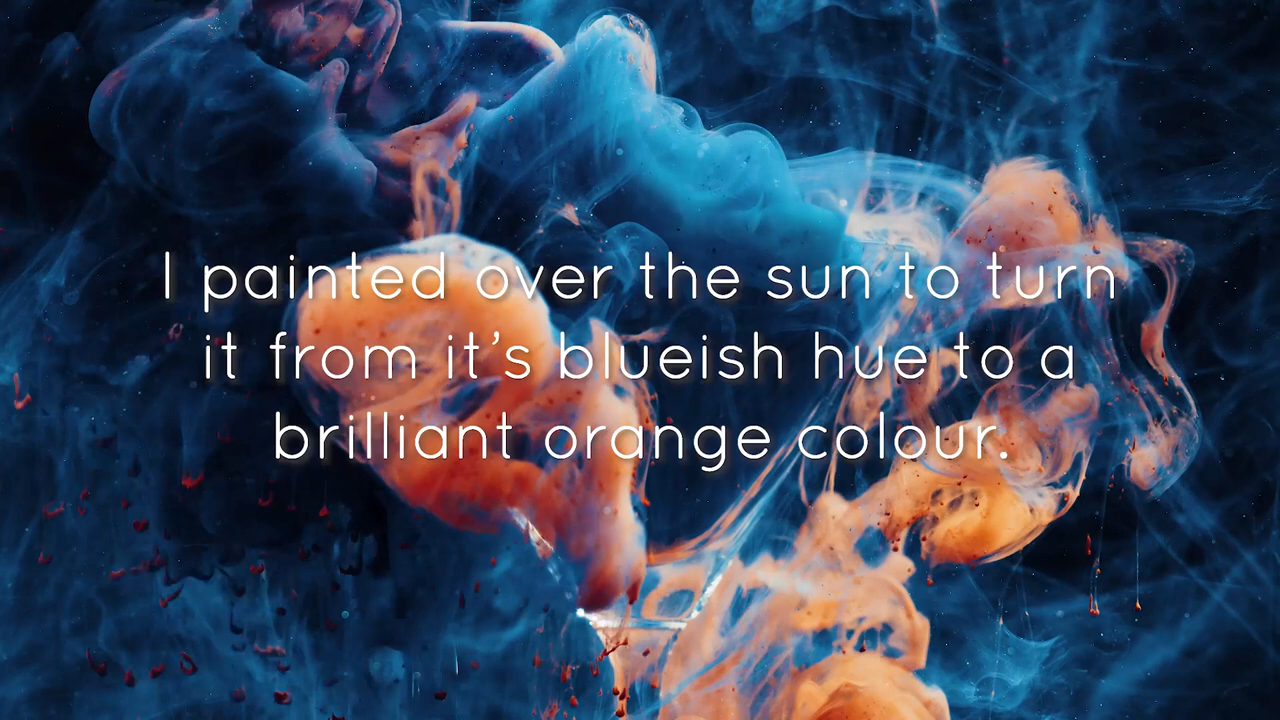 I painted over the sun to turn
it from it’s blueish hue to a
brilliant orange colour.